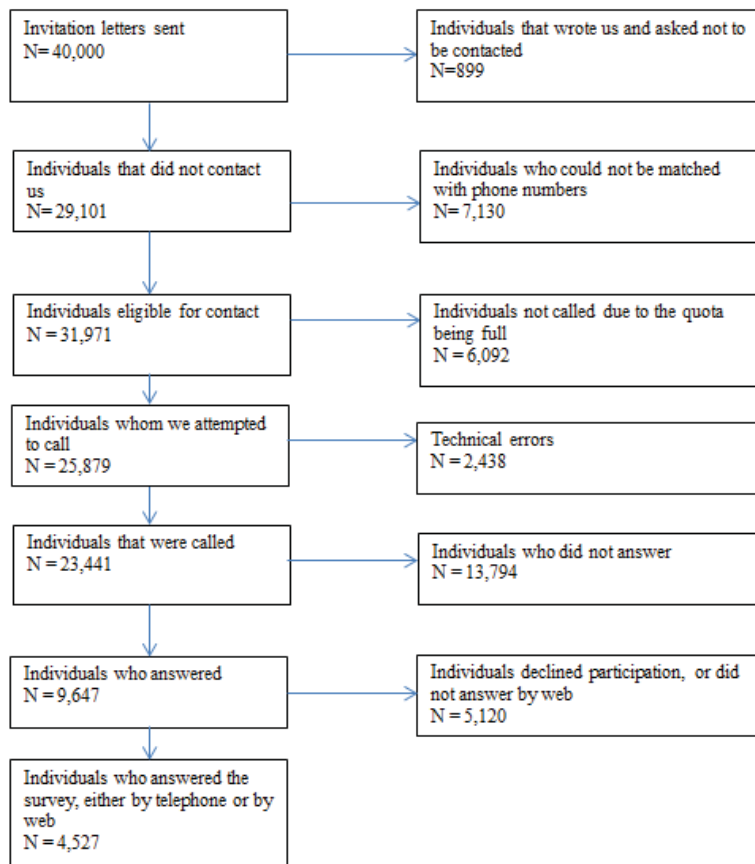 Invitation letters sent
N= 40,000
Individuals that wrote us and asked not to
be contacted
N=899
Individuals that did not contact
us
N= 29,101
Individuals who could not be matched
with phone numbers
N= 7,130
Individuals eligible for contact
N = 31,971
Individuals not called due to the quota
being full
N = 6,092
Individuals whom we attempted
to call
N = 25,879
Technical errors
N = 2,438
Individuals that were called
N = 23,441
Individuals who did not answer
N = 13,794
Individuals who answered
N = 9,647
Individuals declined participation, or did
not answer by web
N = 5,120
Individuals who answered the
survey, either by telephone or by
web
N = 4,527